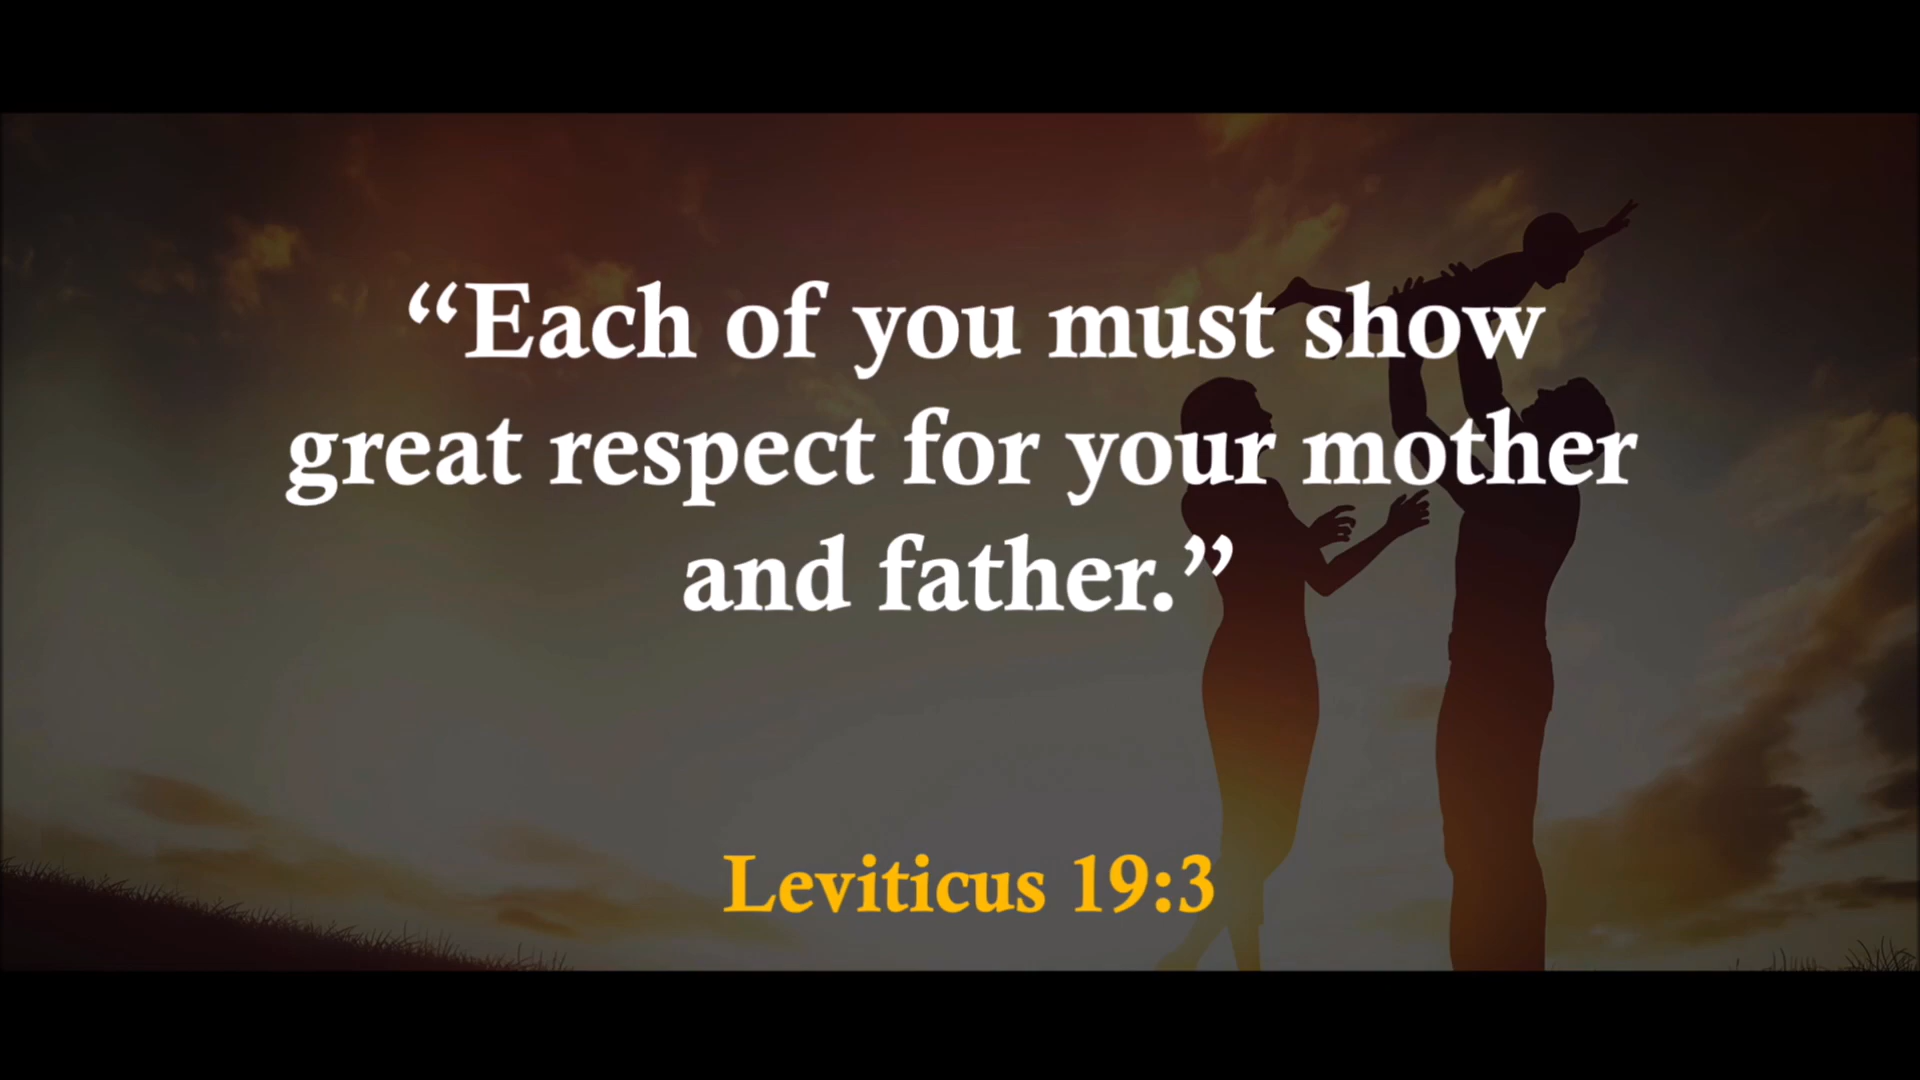 “Each of you must show
great respect for your mother
and father.”
Leviticus 19:3